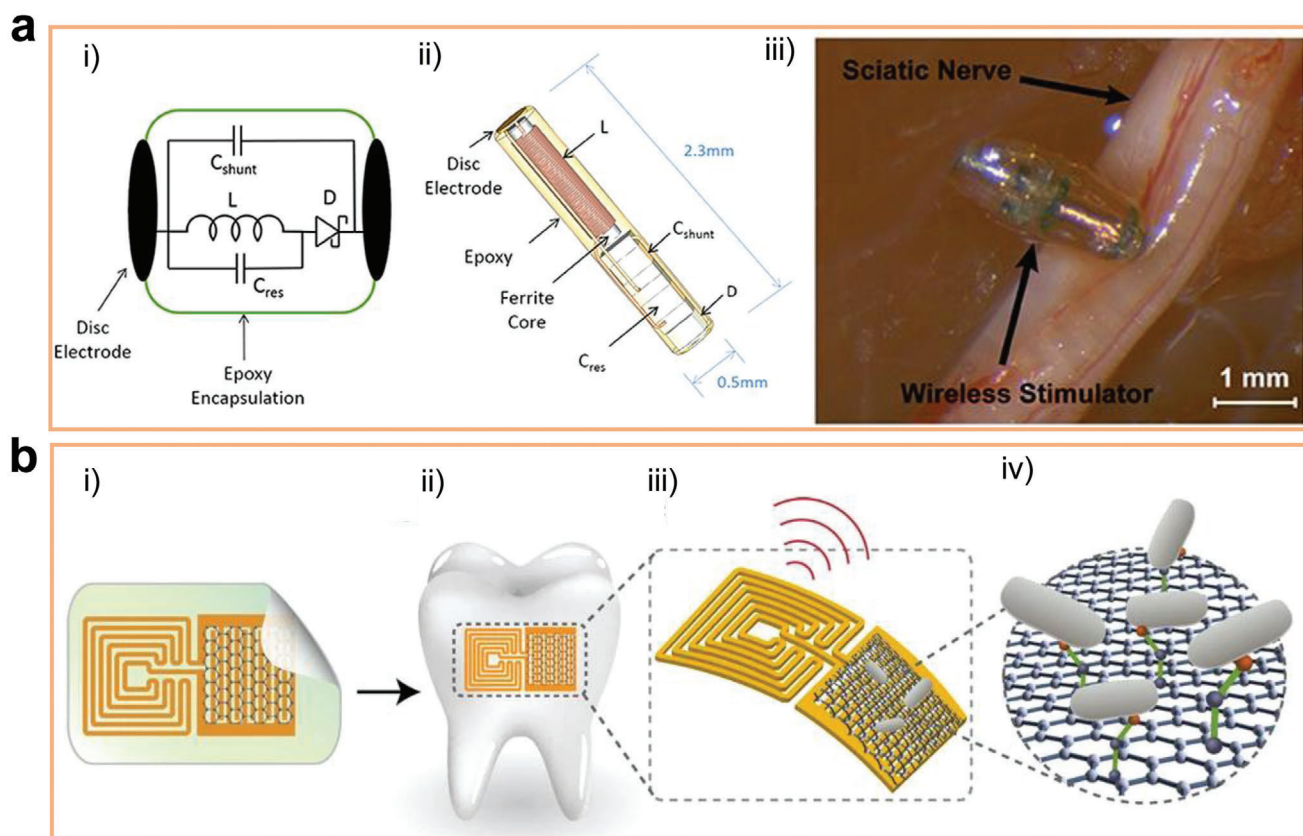 a
i)
C_shunt
L
D
C_res
Disc
Electrode
Epoxy
Encapsulation
ii)
L
2.3mm
Disc
Electrode
C_shunt
Epoxy
D
Ferrite
Core
C_res
0.5mm
iii)
Sciatic Nerve
Wireless Stimulator
1 mm
b
i)
ii)
iii)
iv)